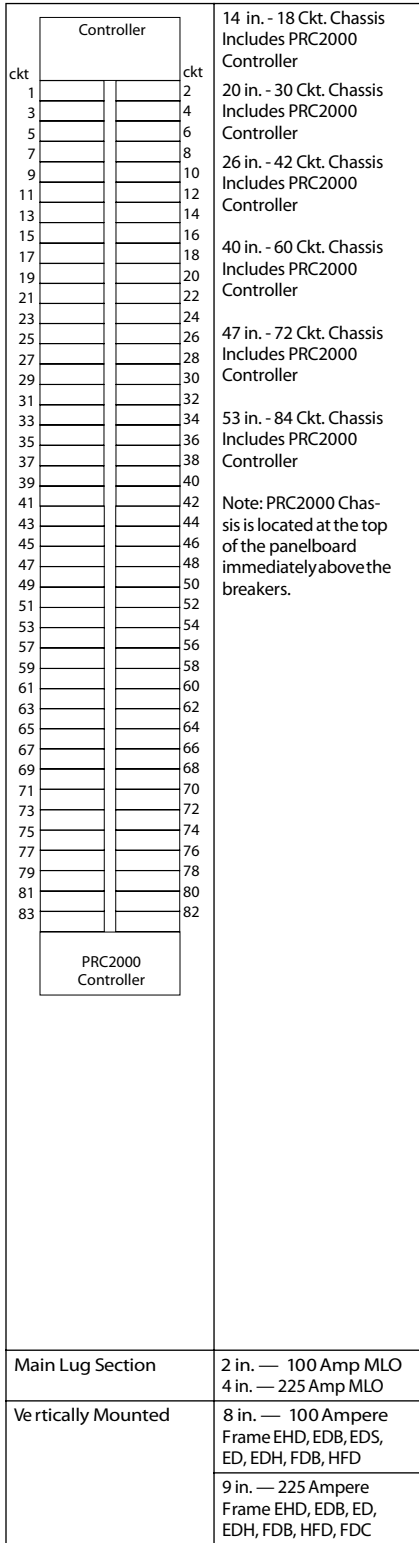 Controller
ckt ckt
1 2
3 4
5 6
7 8
9 10
11 12
13 14
15 16
17 18
19 20
21 22
23 24
25 26
27 28
29 30
31 32
33 34
35 36
37 38
39 40
41 42
43 44
45 46
47 48
49 50
51 52
53 54
57 56
59 58
61 60
63 62
65 64
67 66
69 68
71 70
73 72
75 74
77 76
79 78
81 80
83 82
PRC2000
Controller
14 in. - 18 Ckt. Chassis
Includes PRC2000
Controller
20 in. - 30 Ckt. Chassis
Includes PRC2000
Controller
26 in. - 42 Ckt. Chassis
Includes PRC2000
Controller
40 in. - 60 Ckt. Chassis
Includes PRC2000
Controller
47 in. - 72 Ckt. Chassis
Includes PRC2000
Controller
53 in. - 84 Ckt. Chassis
Includes PRC2000
Controller
Note: PRC2000 Chas-
sis is located at the top
of the panelboard
immediately above the
breakers.
Main Lug Section
2 in. — 100 Amp MLO
4 in. — 225 Amp MLO
Vertically Mounted
8 in. — 100 Ampere
Frame EHD, EDB, EDS,
ED, EDH, FDB, HFD
9 in. — 225 Ampere
Frame EHD, EDB, ED,
EDH, FDB, HFD, FDC